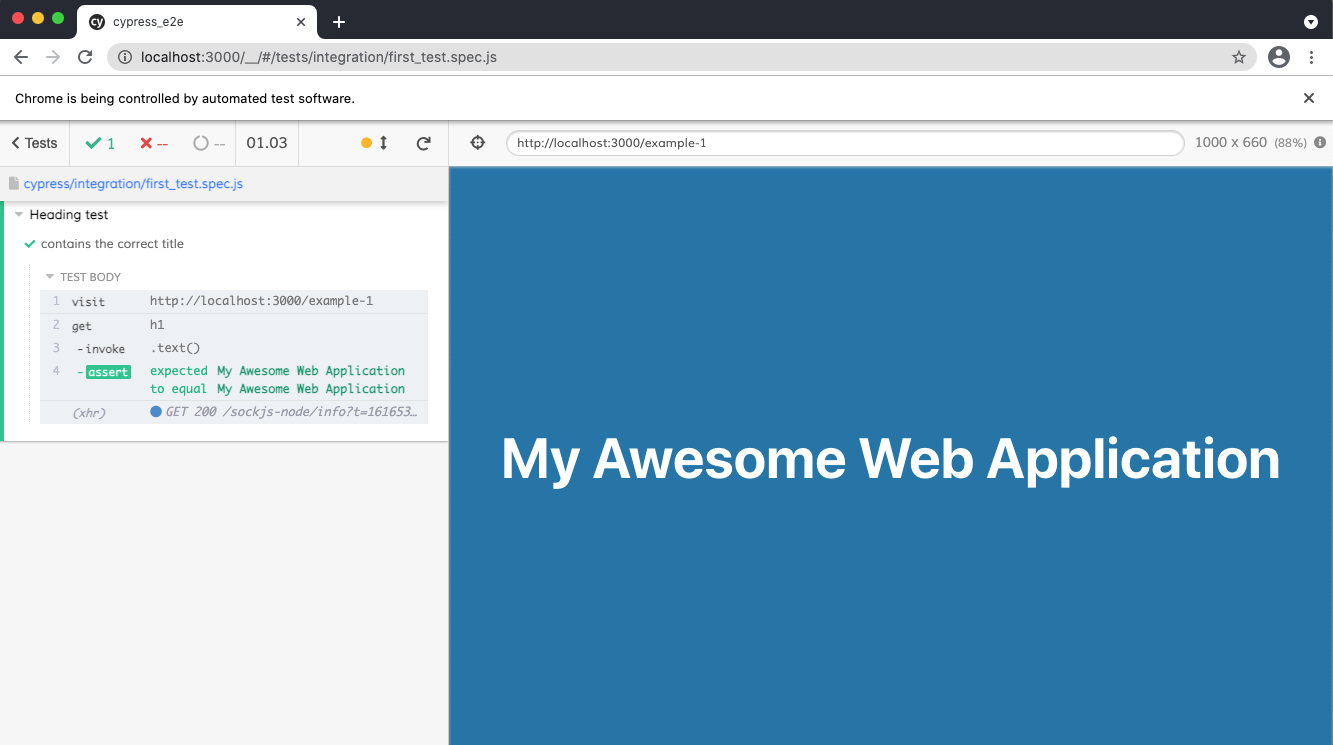 cy cypress_e2e
localhost:3000/__/#/tests/integration/first_test.spec.js
Chrome is being controlled by automated test software.
Tests 1 -- -- 01.03
http://localhost:3000/example-1 1000 x 660 (88%)
cypress/integration/first_test.spec.js
Heading test
contains the correct title
TEST BODY
1 visit http://localhost:3000/example-1
2 get h1
3 -invoke .text()
4 -assert expected My Awesome Web Application
to equal My Awesome Web Application
(xhr) GET 200 /sockjs-node/info?t=161653…
My Awesome Web Application